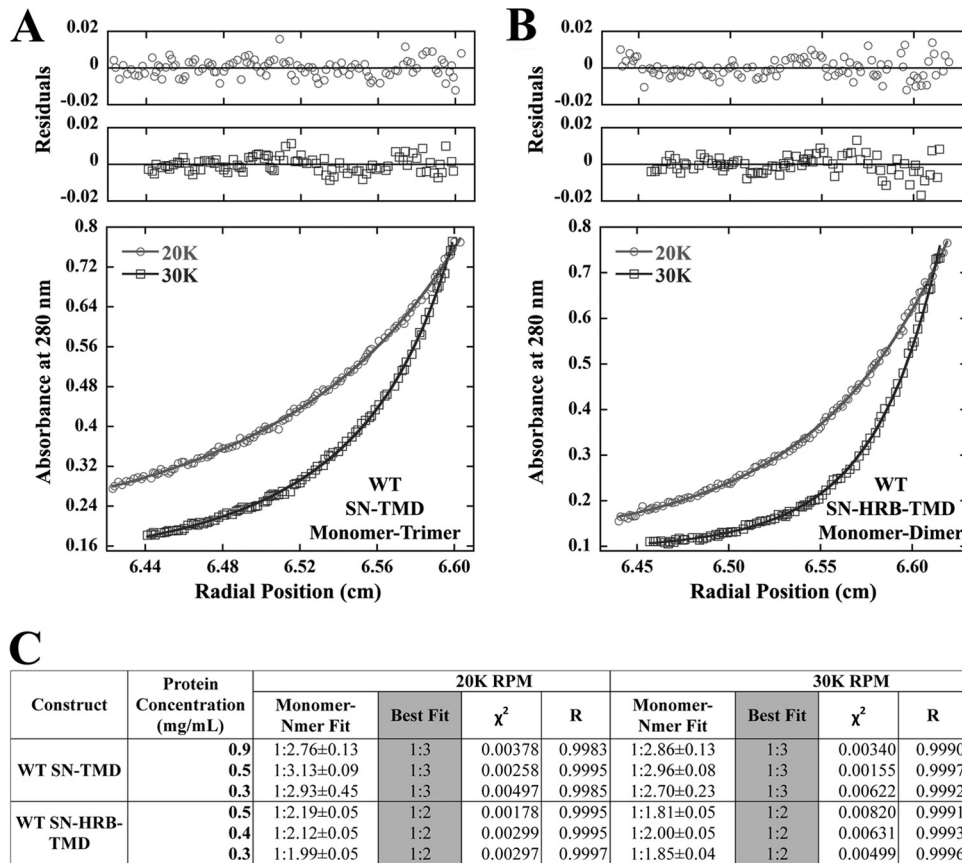 A
B
0.02
0
-0.02
Residuals
0.02
0
-0.02
Residuals
0.02
0
-0.02
Residuals
0.02
0
-0.02
Residuals
0.8
0.72
0.64
0.56
0.48
0.4
0.32
0.24
0.16
Absorbance at 280 nm
20K
30K
WT
SN-TMD
Monomer-Trimer
6.44 6.48 6.52 6.56 6.60
Radial Position (cm)
0.8
0.7
0.6
0.5
0.4
0.3
0.2
0.1
Absorbance at 280 nm
20K
30K
WT
SN-HRB-TMD
Monomer-Dimer
6.45 6.50 6.55 6.60
Radial Position (cm)
C
Construct Protein Concentration (mg/mL) 20K RPM 30K RPM
Monomer-Nmer Fit Best Fit χ² R Monomer-Nmer Fit Best Fit χ² R
WT SN-TMD
0.9 1:2.76±0.13 1:3 0.00378 0.9983 1:2.86±0.13 1:3 0.00340 0.9990
0.5 1:3.13±0.09 1:3 0.00258 0.9995 1:2.96±0.08 1:3 0.00155 0.9997
0.3 1:2.93±0.45 1:3 0.00497 0.9985 1:2.70±0.23 1:3 0.00622 0.9992
WT SN-HRB-TMD
0.5 1:2.19±0.05 1:2 0.00178 0.9995 1:1.81±0.05 1:2 0.00820 0.9991
0.4 1:2.12±0.05 1:2 0.00299 0.9995 1:2.00±0.05 1:2 0.00631 0.9993
0.3 1:1.99±0.05 1:2 0.00297 0.9997 1:1.85±0.04 1:2 0.00499 0.9996